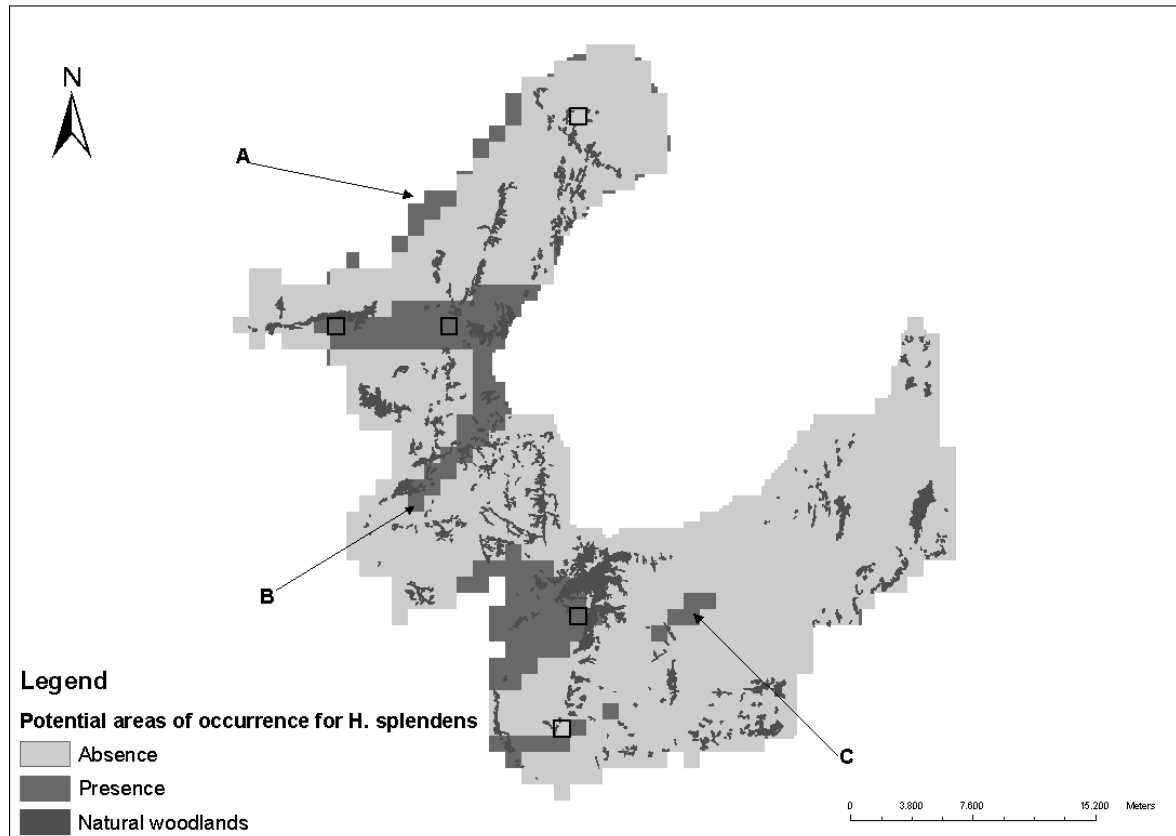 N
A
B
C
Legend
Potential areas of occurrence for H. splendens
Absence
Presence
Natural woodlands
0 3.800 7.600 15.200 Meters